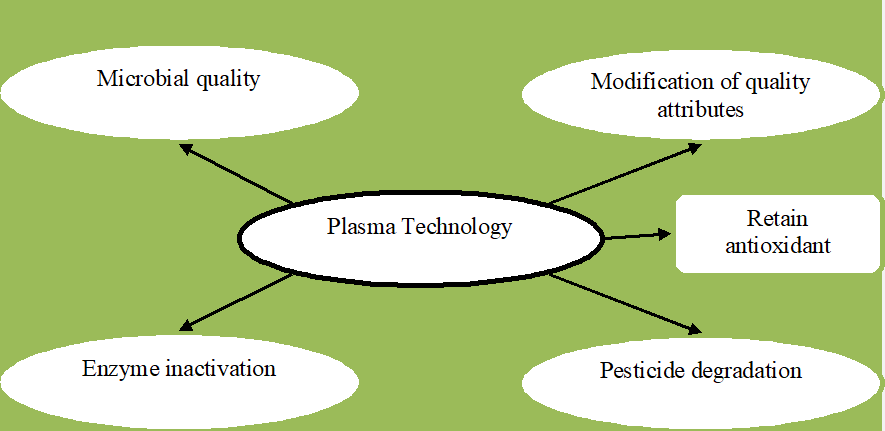 Microbial quality
Modification of quality
attributes
Plasma Technology
Retain
antioxidant
Enzyme inactivation
Pesticide degradation